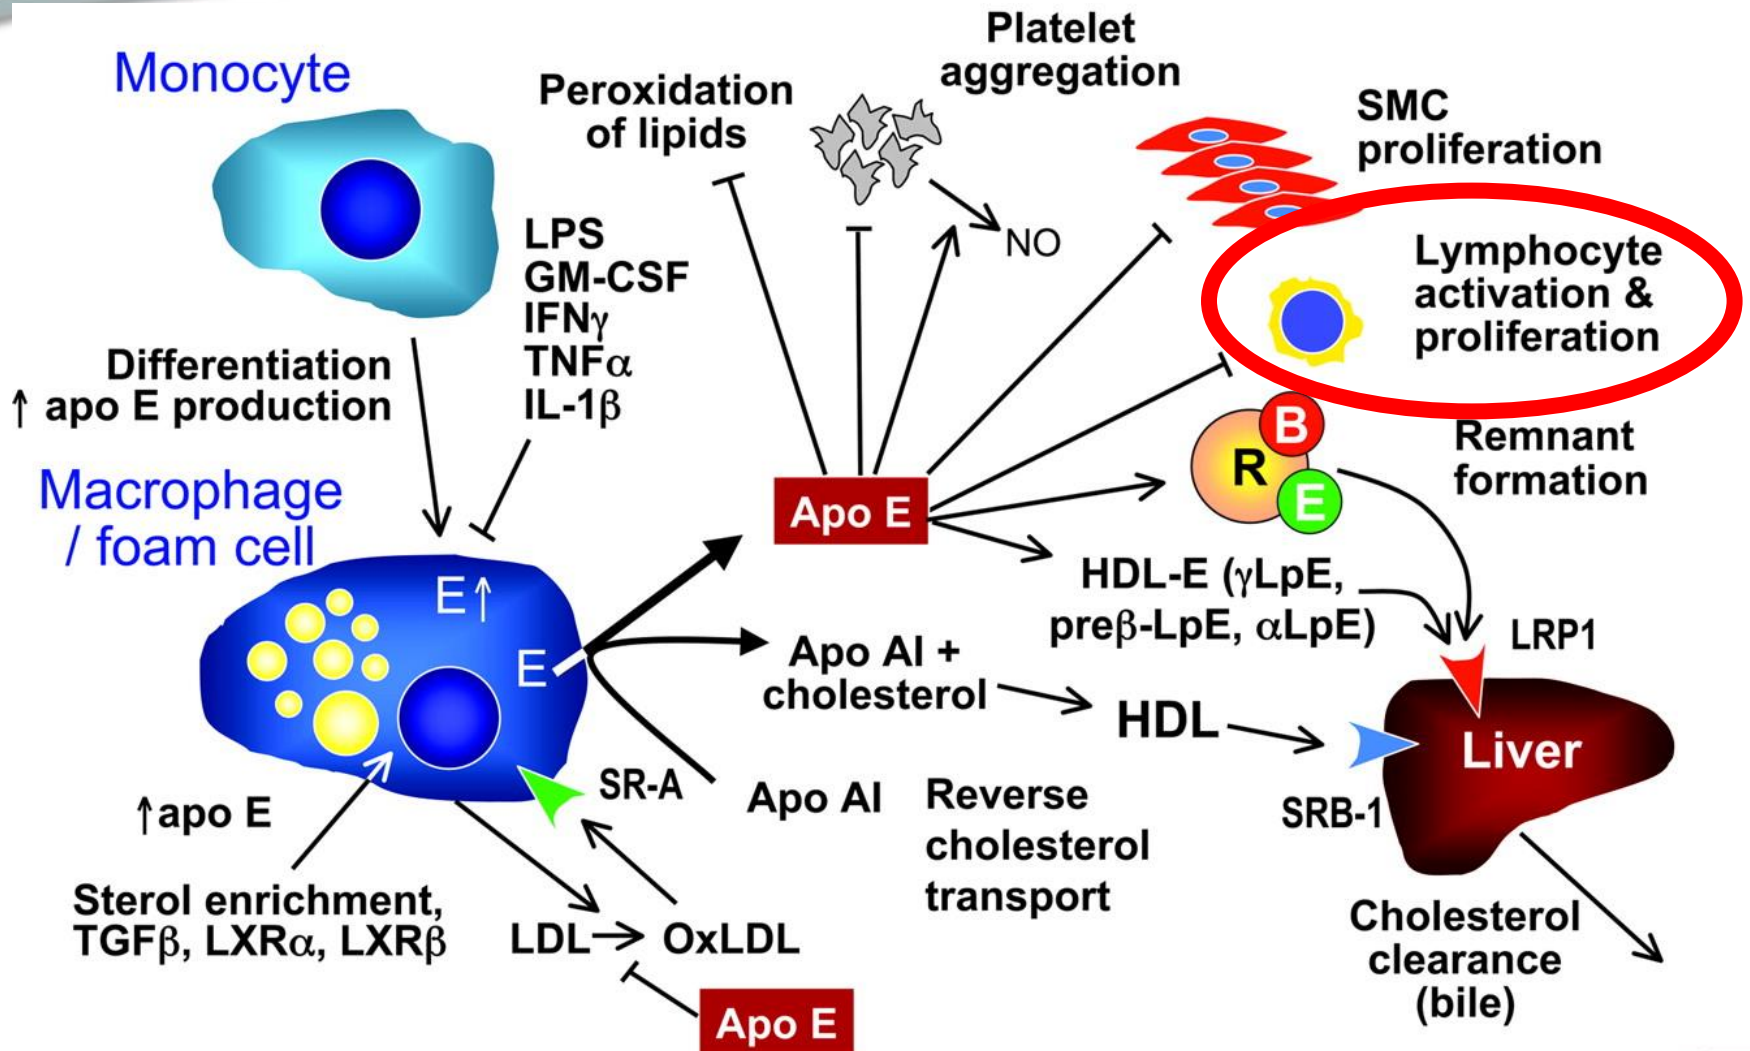 Monocyte
Peroxidation
of lipids
Platelet
aggregation
SMC
proliferation
LPS
GM-CSF
IFNγ
TNFα
IL-1β
NO
Lymphocyte
activation &
proliferation
Differentiation
↑ apo E production
Macrophage
/ foam cell
Apo E
B
R
E
Remnant
formation
E↑
E
HDL-E (γLpE,
preβ-LpE, αLpE)
LRP1
Apo AI +
cholesterol
HDL
Liver
SR-A
Apo AI
Reverse
cholesterol
transport
SRB-1
↑apo E
Sterol enrichment,
TGFβ, LXRα, LXRβ
LDL
OxLDL
Cholesterol
clearance
(bile)
Apo E